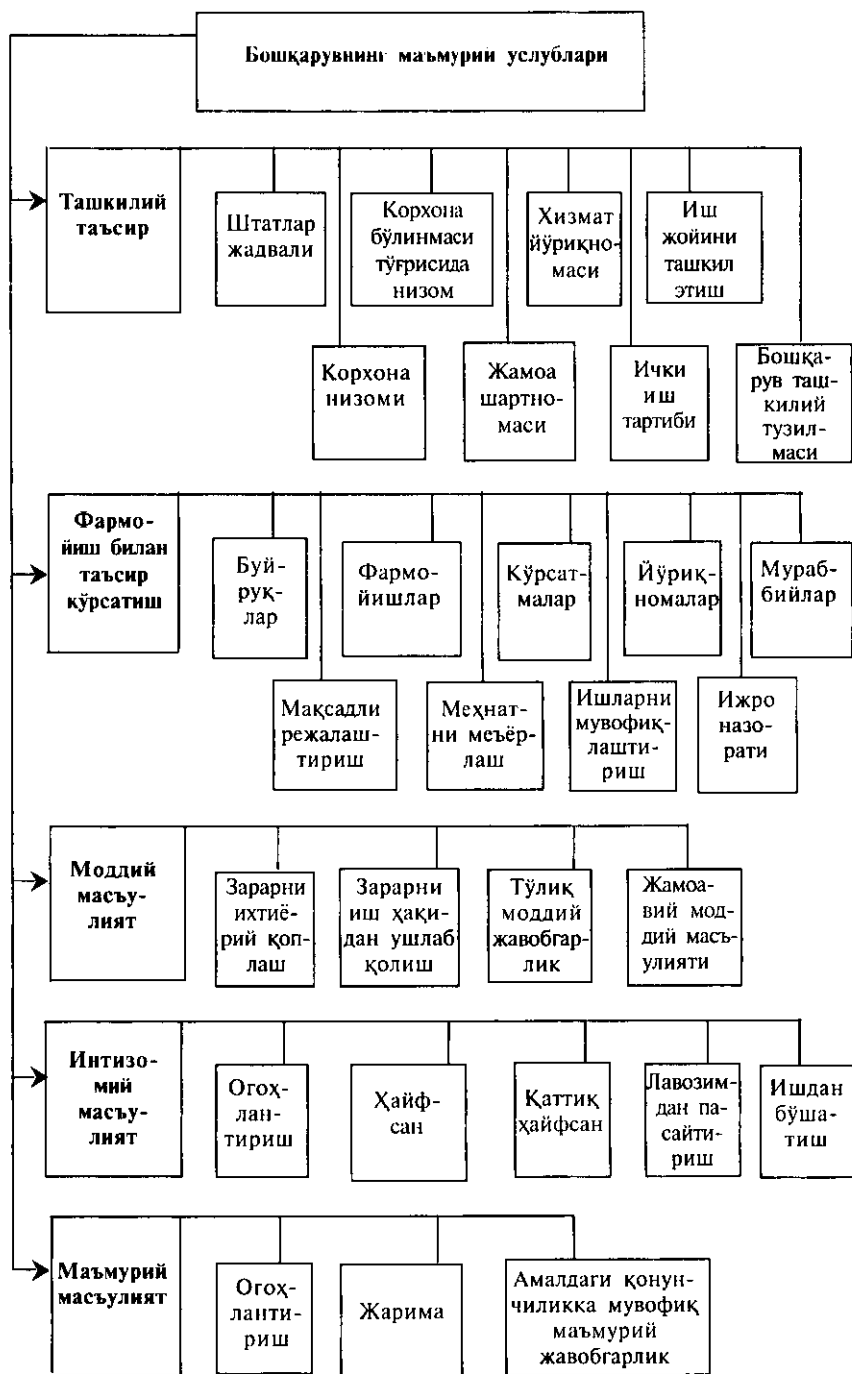 Бошқарувнинг маъмурий услублари
Ташкилий
таъсир
Штатлар
жадвали
Корхона
бўлинмаси
тўғрисида
низом
Хизмат
йўриқно-
маси
Иш
жойини
ташкил
этиш
Корхона
низоми
Жамоа
шартно-
маси
Ички
иш
тартиби
Бошқа-
рув таш-
килий
тузил-
маси
Фармо-
йиш билан
таъсир
кўрсатиш
Буй-
руқ-
лар
Фармо-
йишлар
Кўрсат-
малар
Йўриқ-
номалар
Мураб-
бийлар
Мақсадли
режалаш-
тириш
Меҳнат-
ни меъёр-
лаш
Ишларни
мувофиқ-
лашти-
риш
Ижро
назо-
рати
Моддий
масъу-
лият
Зарарни
ихтиё-
рий қоп-
лаш
Зарарни
иш ҳақи-
дан ушлаб
қолиш
Тўлиқ
моддий
жавобгар-
лик
Жамоа-
вий мод-
дий масъ-
улияти
Интизо-
мий
масъу-
лият
Огоҳ-
лан-
тириш
Ҳайф-
сан
Қаттиқ
ҳайфсан
Лавозим-
дан па-
сайти-
риш
Ишдан
бўша-
тиш
Маъмурий
масъулият
Огоҳ-
ланти-
риш
Жарима
Амалдаги қонун-
чиликка мувофиқ
маъмурий
жавобгарлик